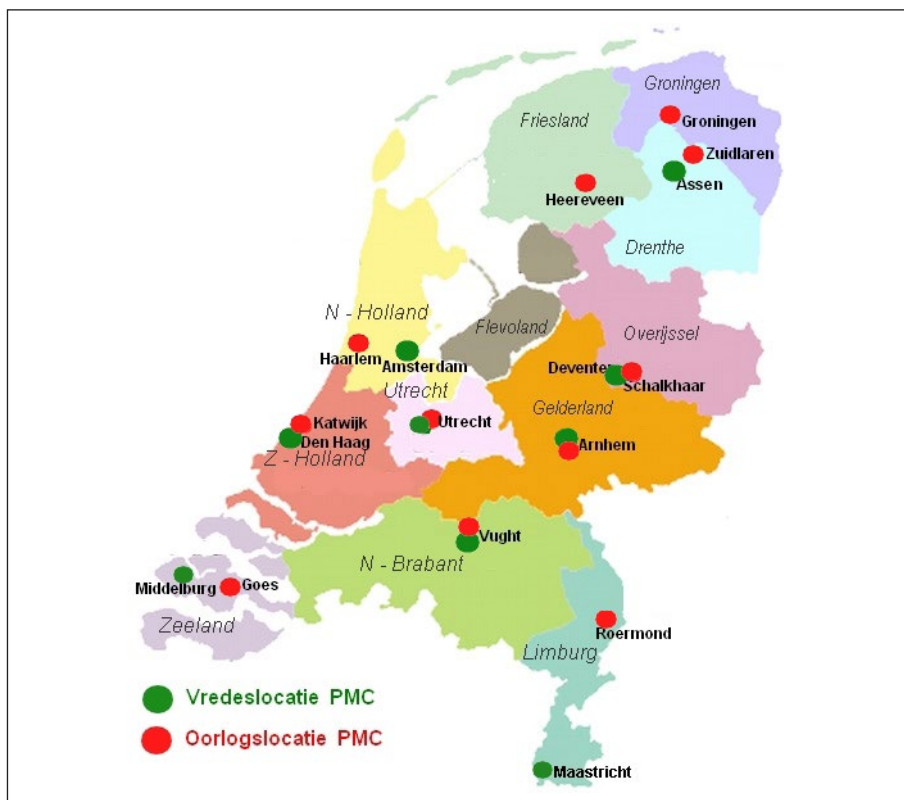 Groningen
Groningen
Friesland
Zuidlaren
Assen
Heereveen
Drenthe
N - Holland
Flevoland
Overijssel
Haarlem
Amsterdam
Deventer
Schalkhaar
Utrecht
Gelderland
Katwijk
Utrecht
Den Haag
Arnhem
Z - Holland
Vught
N - Brabant
Middelburg
Goes
Zeeland
Roermond
Limburg
Vredeslocatie PMC
Oorlogslocatie PMC
Maastricht